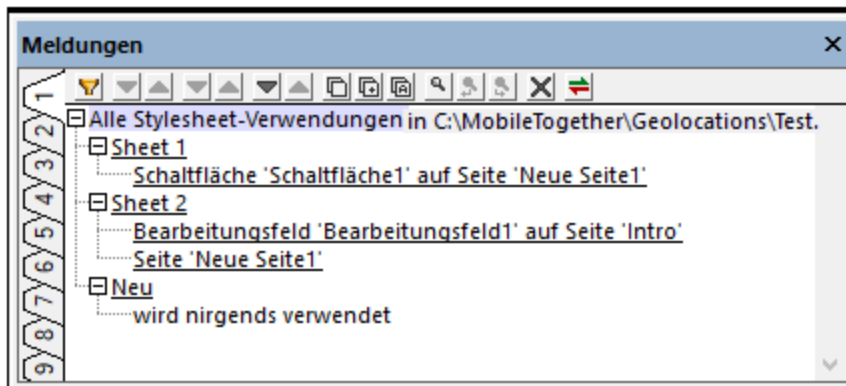 Meldungen
Alle Stylesheet-Verwendungen in C:\MobileTogether\Geolocations\Test.
Sheet 1
Schaltfläche 'Schaltfläche1' auf Seite 'Neue Seite1'
Sheet 2
Bearbeitungsfeld 'Bearbeitungsfeld1' auf Seite 'Intro'
Seite 'Neue Seite1'
Neu
wird nirgends verwendet
1
2
3
4
5
6
7
8
9